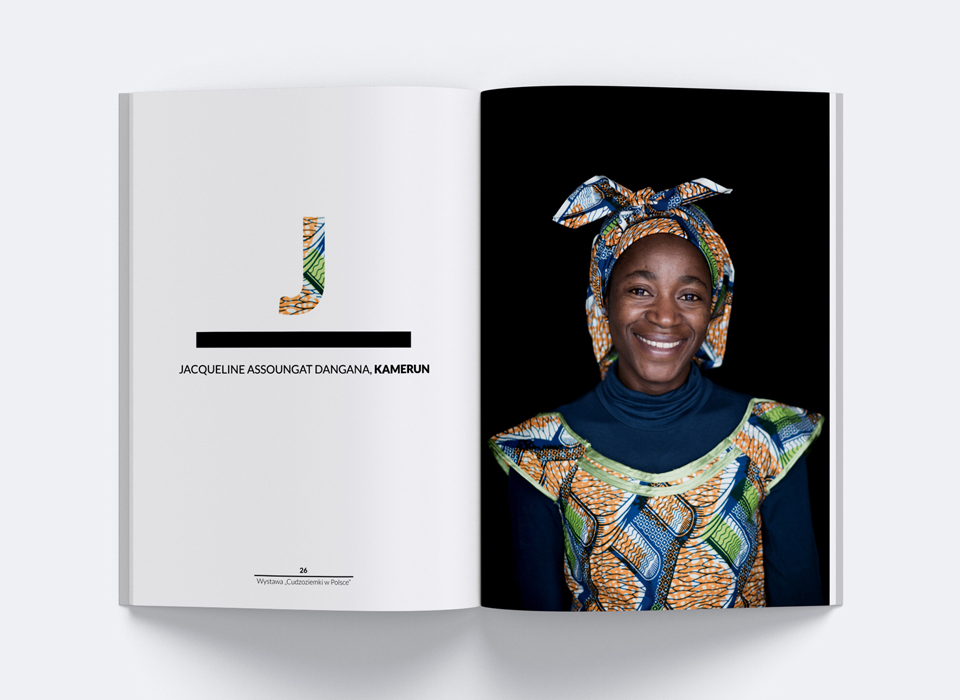 J
JACQUELINE ASSOUNGAT DANGANA, KAMERUN
26
Wystawa „Cudzoziemki w Polsce”